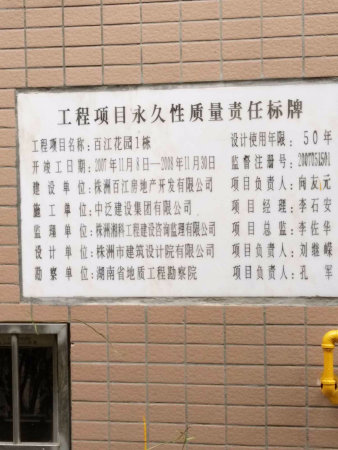 工程项目永久性质量责任标牌
工程项目名称:百江花园1栋 设计使用年限:50年
开竣工日期:2007年11月8日—2008年11月30日 监督注册号:2007351501
建设单位:株洲百江房地产开发有限公司 项目负责人:向友元
施工单位:中泛建设集团有限公司 项目经理:李石安
监理单位:株洲湘科工程建设咨询监理有限公司 项目总监:李佐华
设计单位:株洲市建筑设计院有限公司 项目负责人:刘继嵘
勘察单位:湖南省地质工程勘察院 项目负责人:孔军